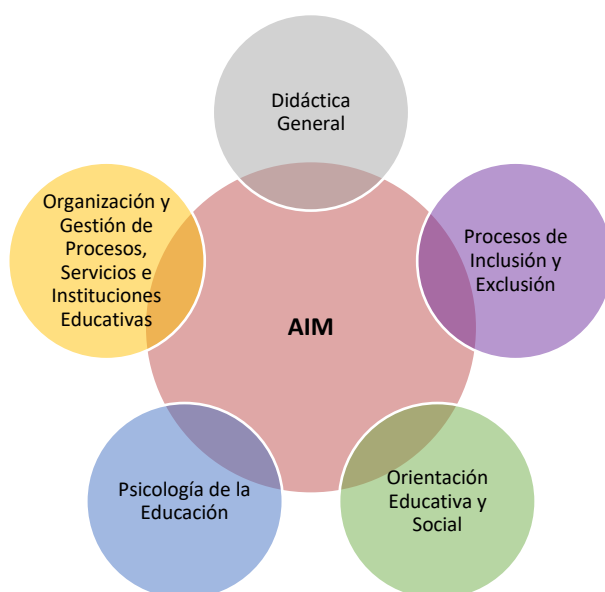 Didáctica
General
Organización y
Gestión de
Procesos,
Servicios e
Instituciones
Educativas
Procesos de
Inclusión y
Exclusión
AIM
Psicología de la
Educación
Orientación
Educativa y
Social